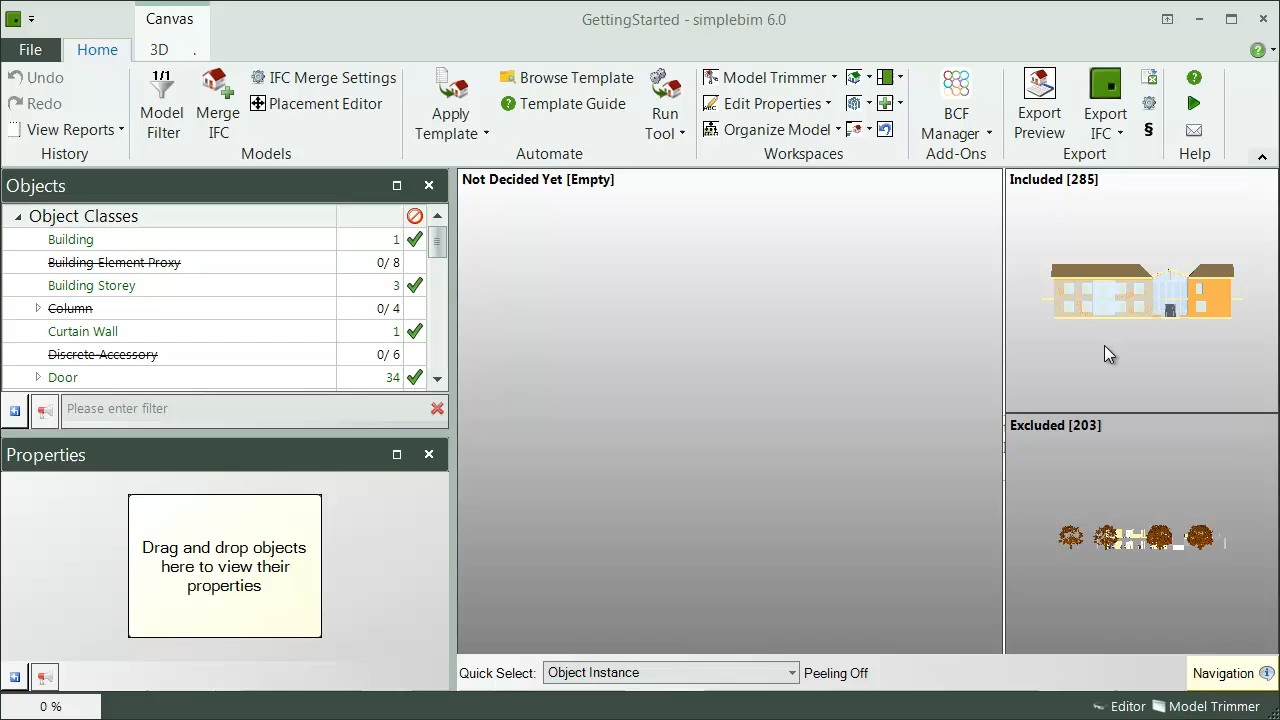 Canvas
GettingStarted - simplebim 6.0
File
Home
3D
Undo
Redo
View Reports
History
Model Filter
Merge IFC
IFC Merge Settings
Placement Editor
Models
Apply Template
Browse Template
Template Guide
Run Tool
Automate
Model Trimmer
Edit Properties
Organize Model
Workspaces
BCF Manager
Add-Ons
Export Preview
Export IFC
Export
Help
Objects
Object Classes
Building 1
Building Element Proxy 0/ 8
Building Storey 3
Column 0/ 4
Curtain Wall 1
Discrete Accessory 0/ 6
Door 34
Please enter filter
Properties
Drag and drop objects
here to view their
properties
Not Decided Yet [Empty]
Included [285]
Excluded [203]
Quick Select: Object Instance Peeling Off
Navigation
0 %
Editor
Model Trimmer